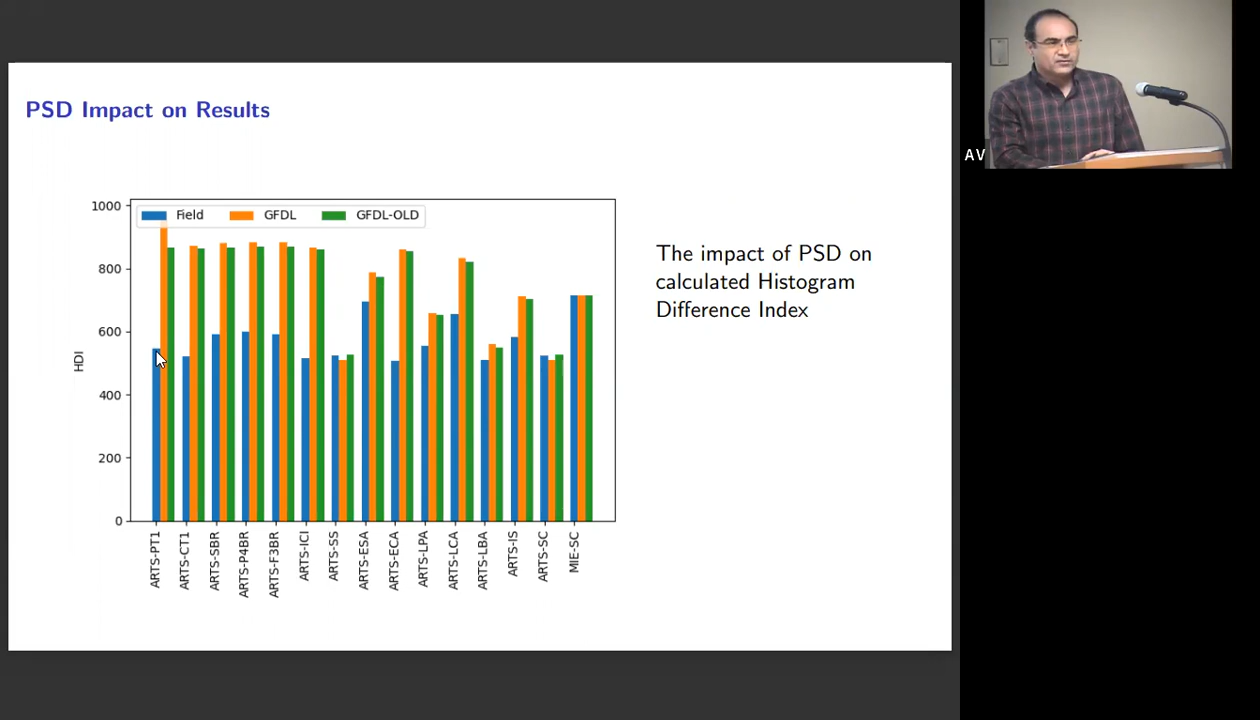 PSD Impact on Results
AV
1000
Field
GFDL
GFDL-OLD
800
600
400
200
0
HDI
The impact of PSD on
calculated Histogram
Difference Index
ARTS-PT1
ARTS-CT1
ARTS-SBR
ARTS-P4BR
ARTS-F3BR
ARTS-ICI
ARTS-SS
ARTS-ESA
ARTS-ECA
ARTS-LPA
ARTS-LCA
ARTS-LBA
ARTS-IS
ARTS-SC
MIE-SC